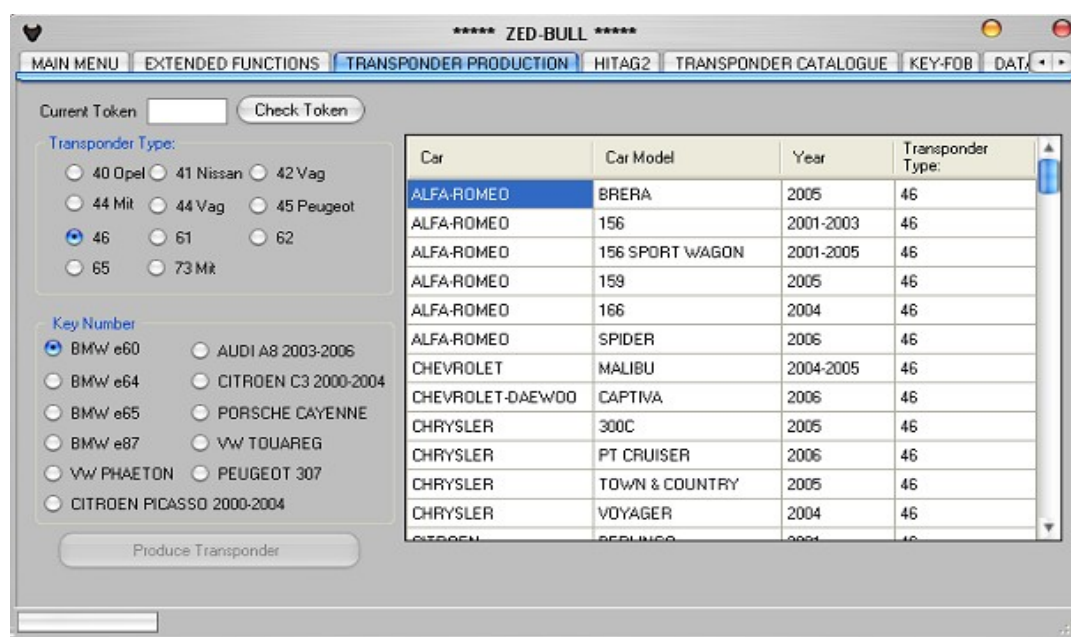 ***** ZED-BULL *****
MAIN MENU EXTENDED FUNCTIONS TRANSPONDER PRODUCTION HITAG2 TRANSPONDER CATALOGUE KEY-FOB DATA
Current Token Check Token
Transponder Type:
40 Opel 41 Nissan 42 Vag
44 Mit 44 Vag 45 Peugeot
46 61 62
65 73 Mit
Key Number
BMW e60 AUDI A8 2003-2006
BMW e64 CITROEN C3 2000-2004
BMW e65 PORSCHE CAYENNE
BMW e87 VW TOUAREG
VW PHAETON PEUGEOT 307
CITROEN PICASSO 2000-2004
Produce Transponder
Car Car Model Year Transponder Type:
ALFA-ROMEO BRERA 2005 46
ALFA-ROMEO 156 2001-2003 46
ALFA-ROMEO 156 SPORT WAGON 2001-2005 46
ALFA-ROMEO 159 2005 46
ALFA-ROMEO 166 2004 46
ALFA-ROMEO SPIDER 2006 46
CHEVROLET MALIBU 2004-2005 46
CHEVROLET-DAEWOO CAPTIVA 2006 46
CHRYSLER 300C 2005 46
CHRYSLER PT CRUISER 2006 46
CHRYSLER TOWN & COUNTRY 2005 46
CHRYSLER VOYAGER 2004 46